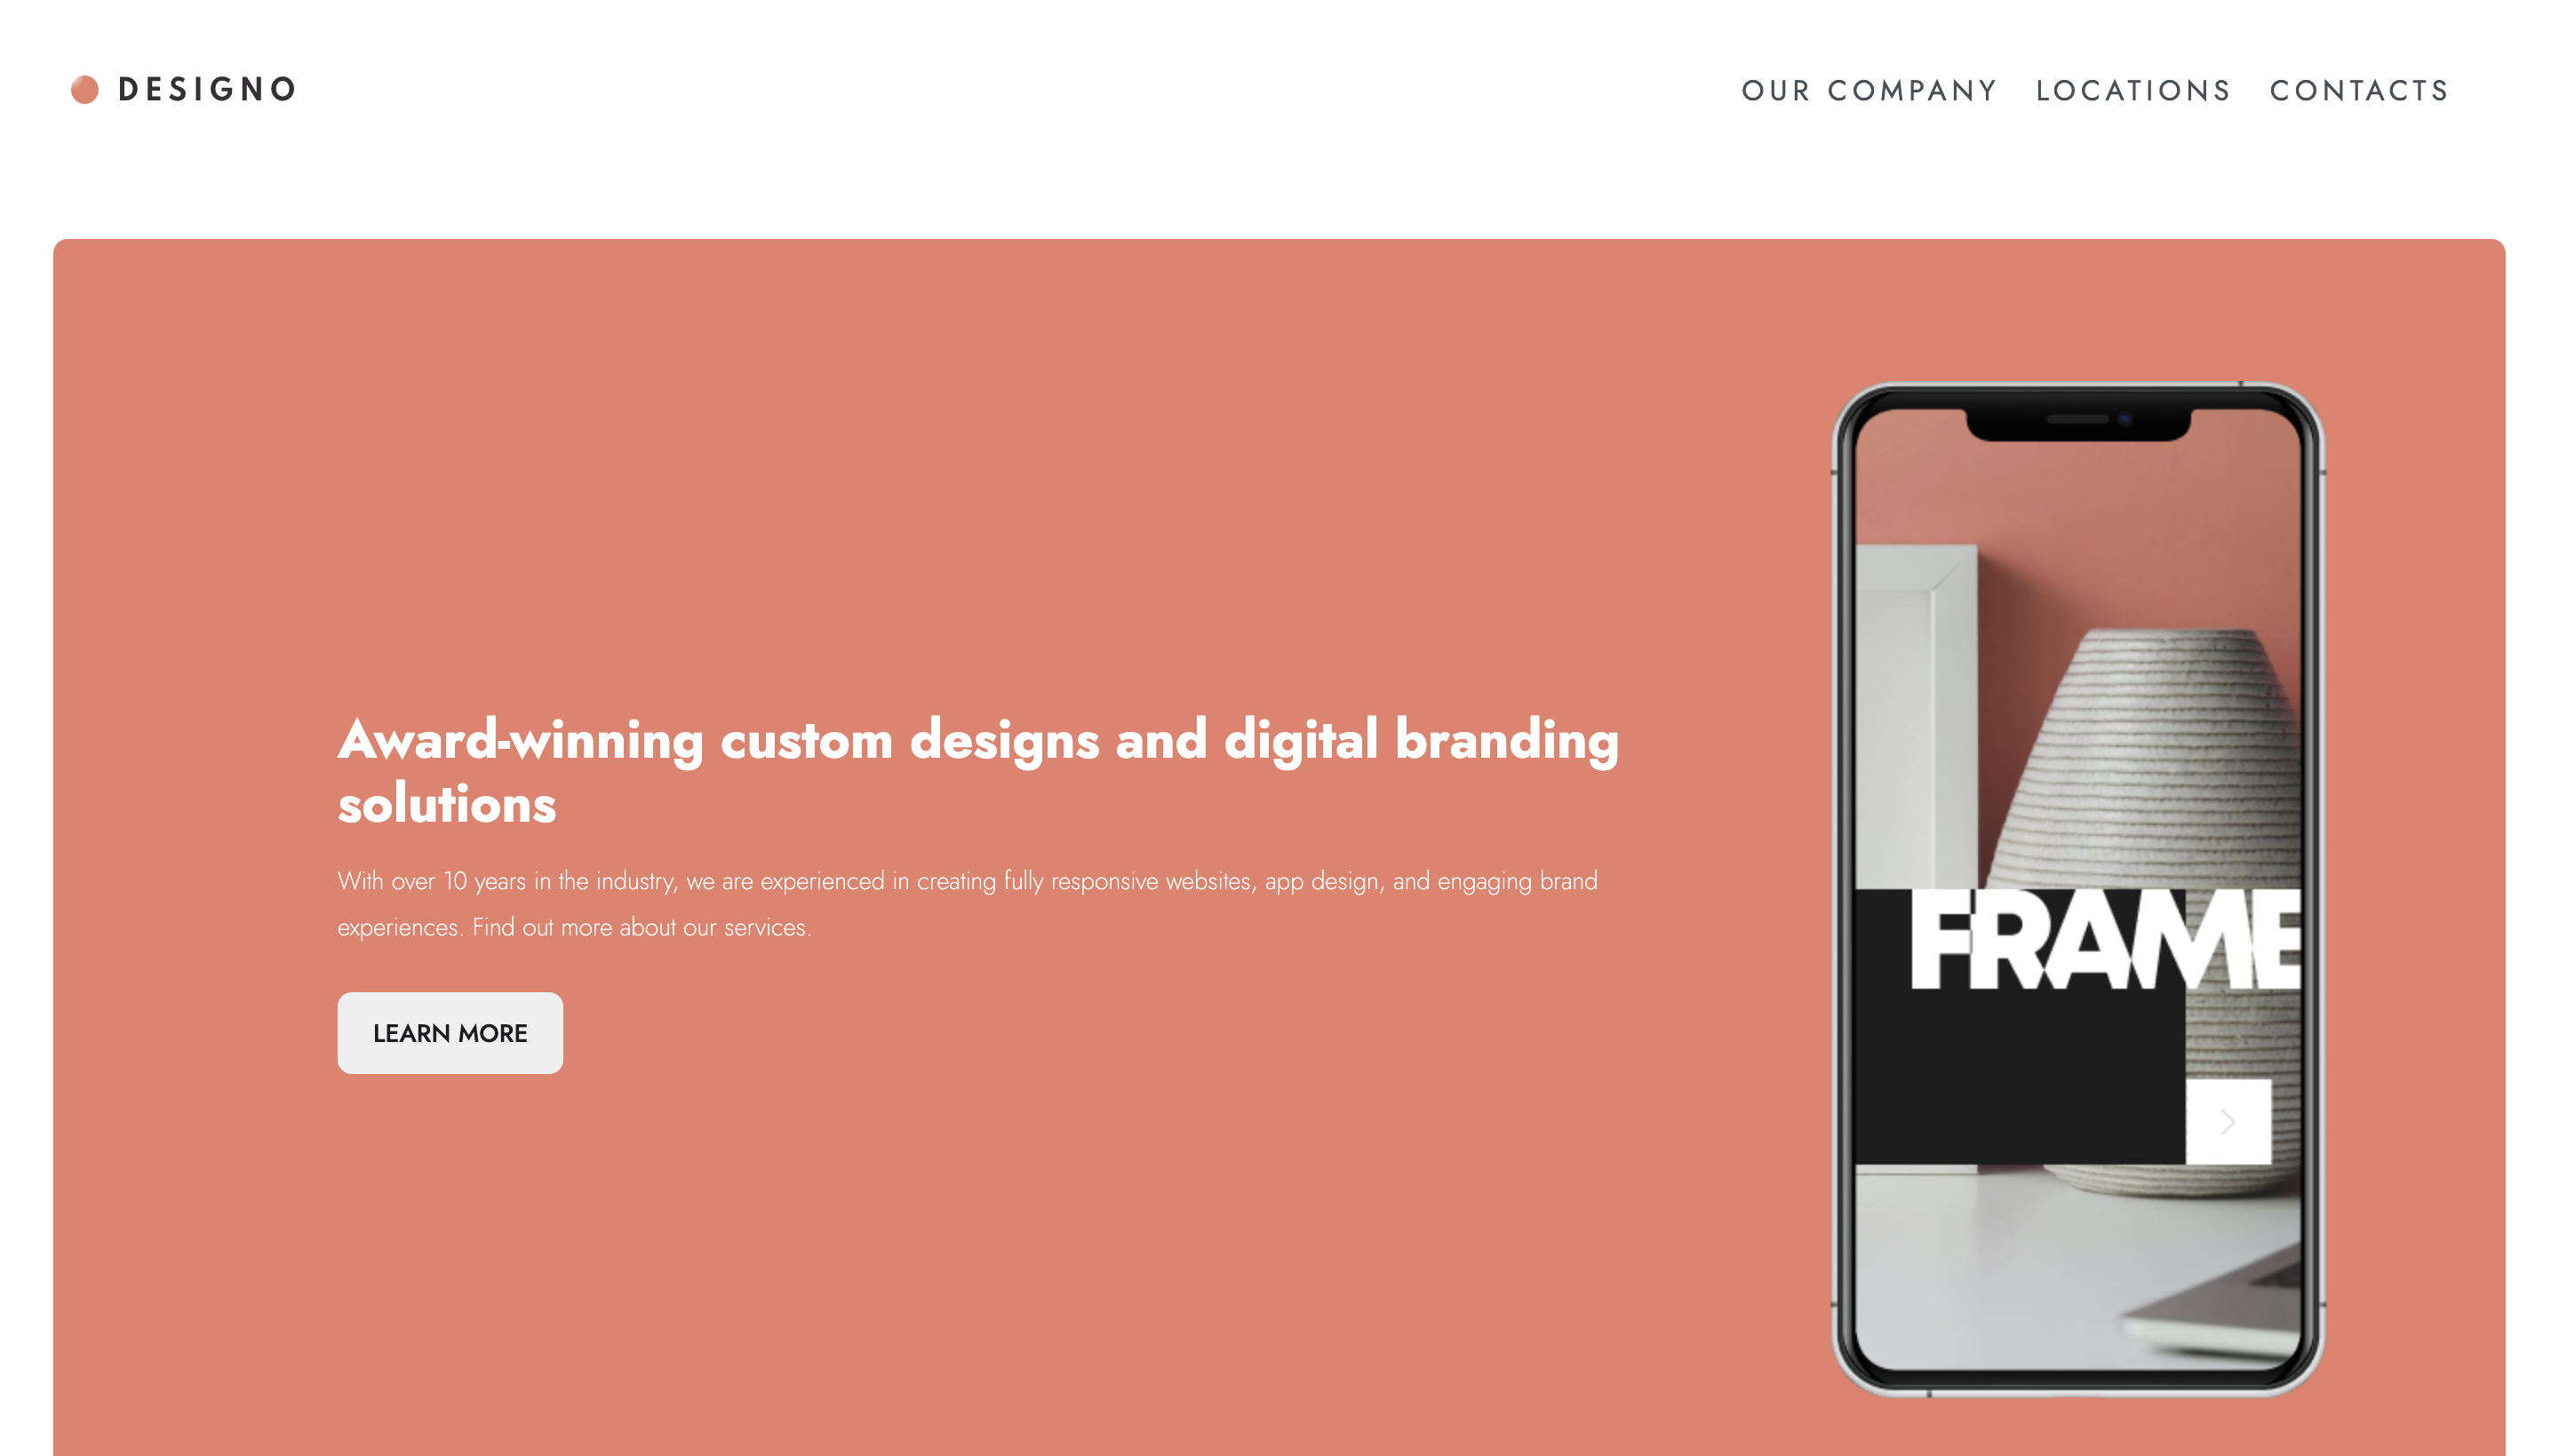 DESIGNO
OUR COMPANY LOCATIONS CONTACTS
Award-winning custom designs and digital branding
solutions
With over 10 years in the industry, we are experienced in creating fully responsive websites, app design, and engaging brand
experiences. Find out more about our services.
LEARN MORE
FRAME